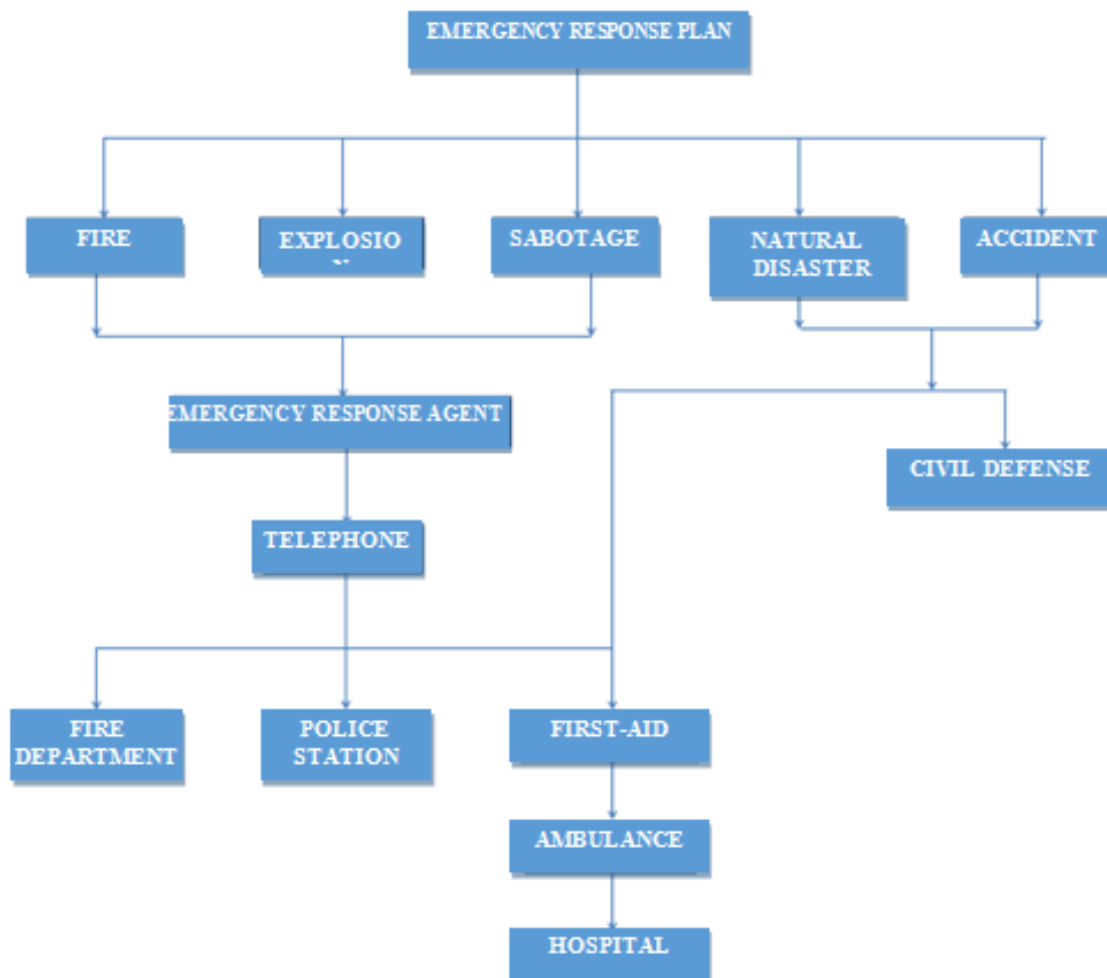 EMERGENCY RESPONSE PLAN
FIRE
EXPLOSIO
N
SABOTAGE
NATURAL
DISASTER
ACCIDENT
EMERGENCY RESPONSE AGENT
CIVIL DEFENSE
TELEPHONE
FIRE
DEPARTMENT
POLICE
STATION
FIRST-AID
AMBULANCE
HOSPITAL